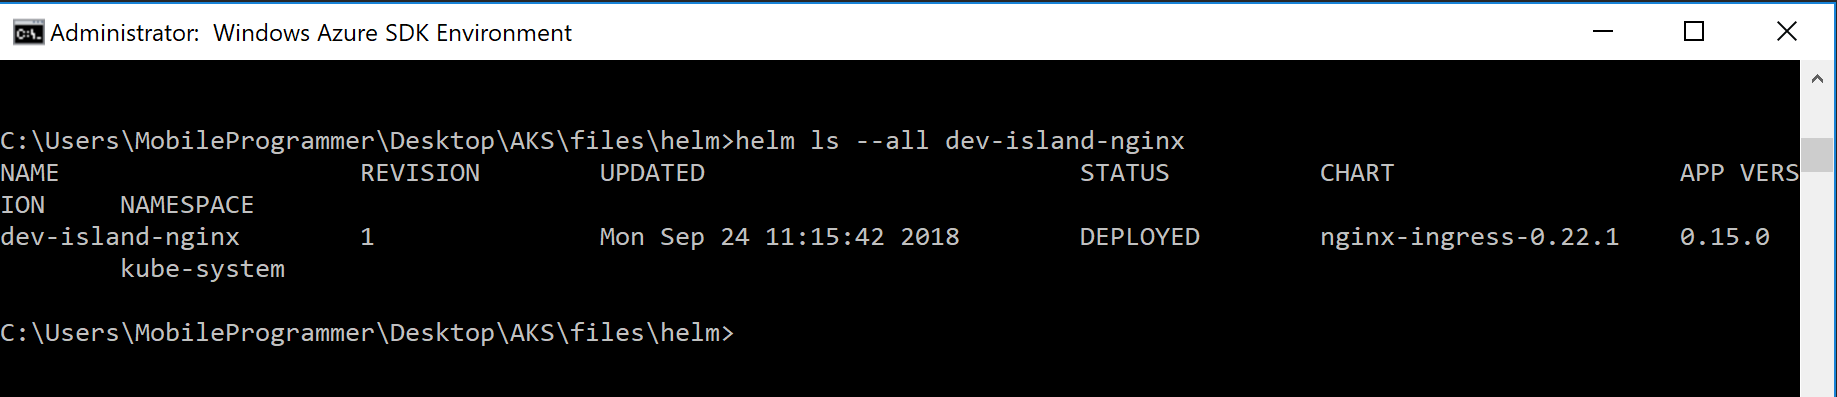 Administrator:  Windows Azure SDK Environment
C:\Users\MobileProgrammer\Desktop\AKS\files\helm>helm ls --all dev-island-nginx
NAME                    REVISION        UPDATED                         STATUS          CHART                   APP VERS
ION     NAMESPACE
dev-island-nginx        1               Mon Sep 24 11:15:42 2018        DEPLOYED        nginx-ingress-0.22.1    0.15.0
        kube-system
C:\Users\MobileProgrammer\Desktop\AKS\files\helm>